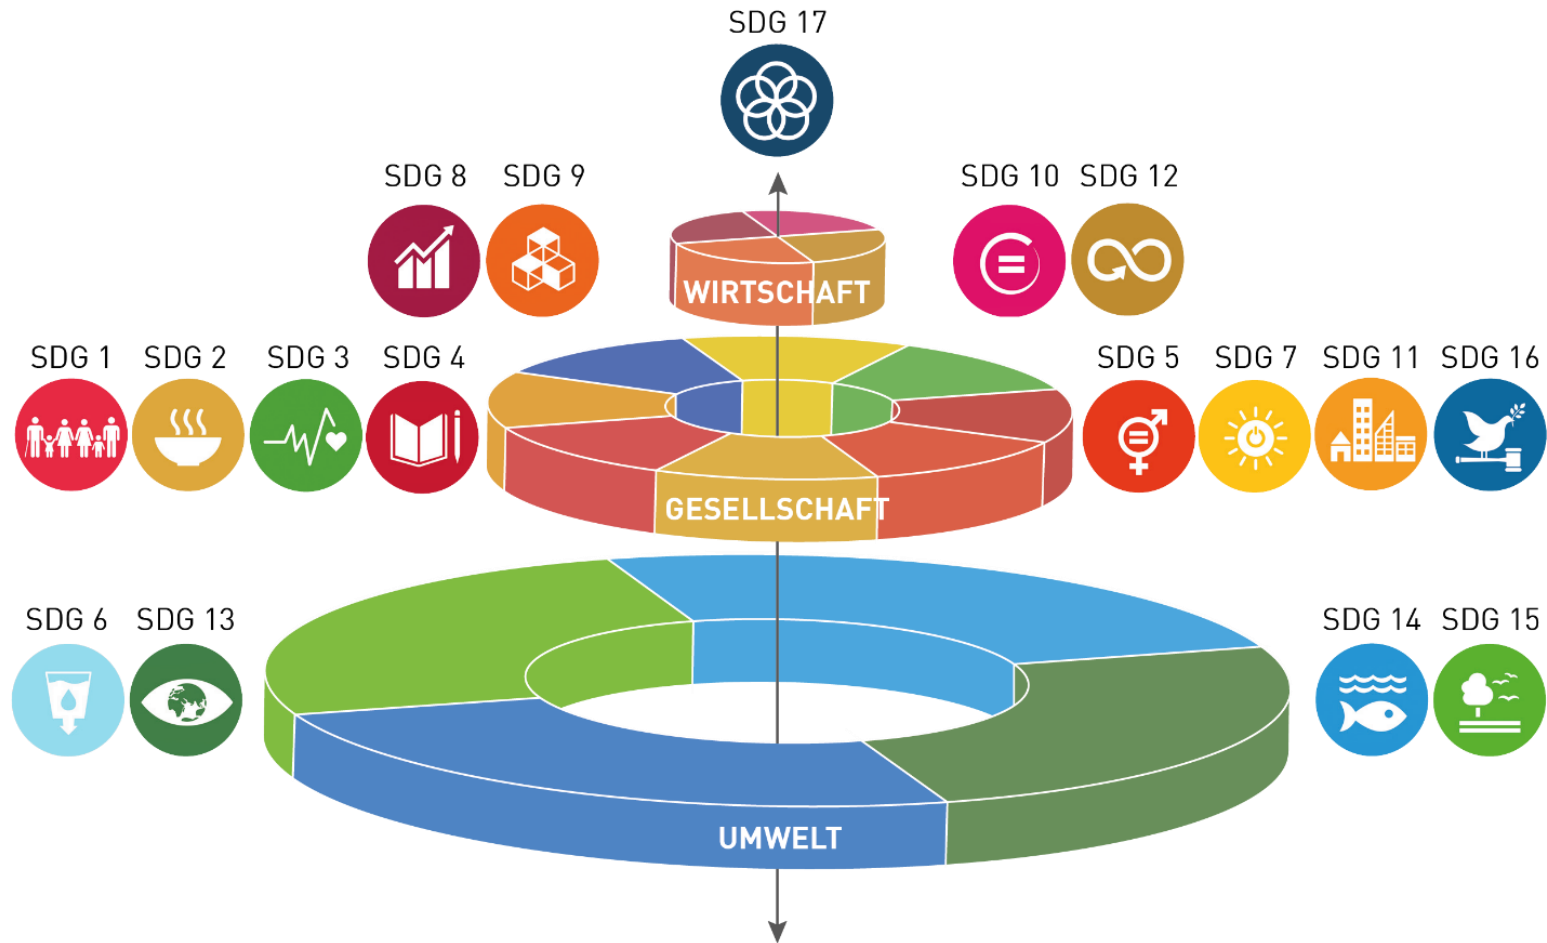 SDG 17
SDG 8 SDG 9 SDG 10 SDG 12
WIRTSCHAFT
SDG 1 SDG 2 SDG 3 SDG 4 SDG 5 SDG 7 SDG 11 SDG 16
GESELLSCHAFT
SDG 6 SDG 13 SDG 14 SDG 15
UMWELT